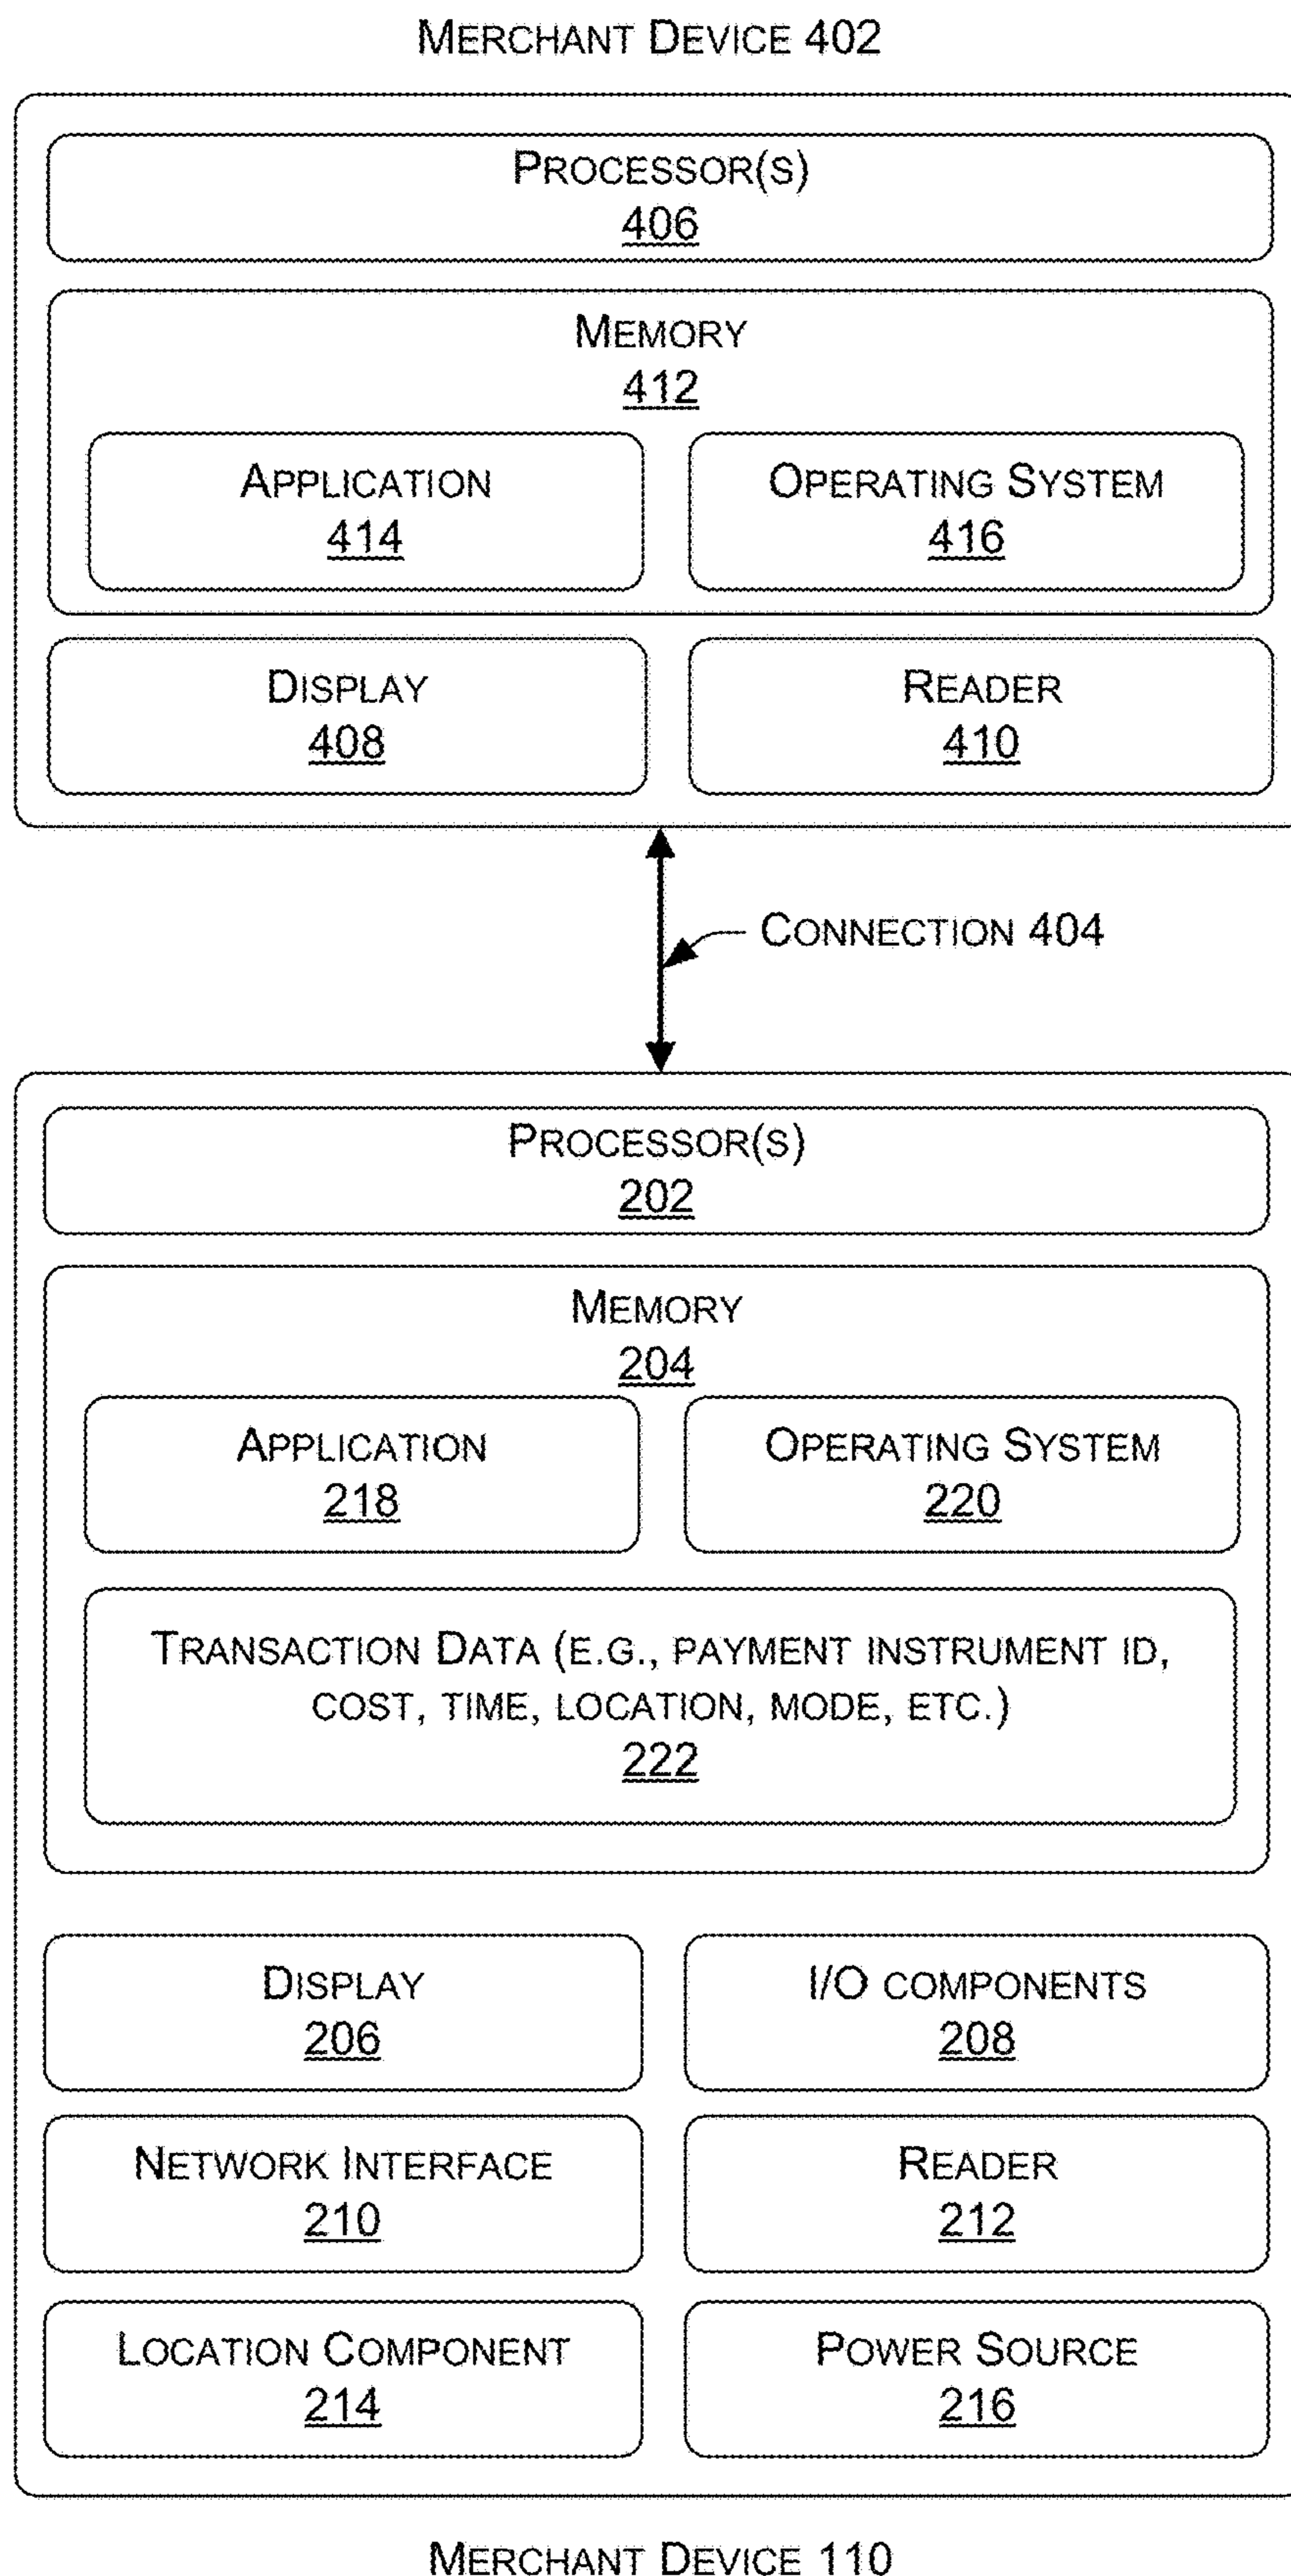 MERCHANT DEVICE 402
PROCESSOR(S)
406
MEMORY
412
APPLICATION
414
OPERATING SYSTEM
416
DISPLAY
408
READER
410
CONNECTION 404
PROCESSOR(S)
202
MEMORY
204
APPLICATION
218
OPERATING SYSTEM
220
TRANSACTION DATA (E.G., PAYMENT INSTRUMENT ID,
COST, TIME, LOCATION, MODE, ETC.)
222
DISPLAY
206
I/O COMPONENTS
208
NETWORK INTERFACE
210
READER
212
LOCATION COMPONENT
214
POWER SOURCE
216
MERCHANT DEVICE 110